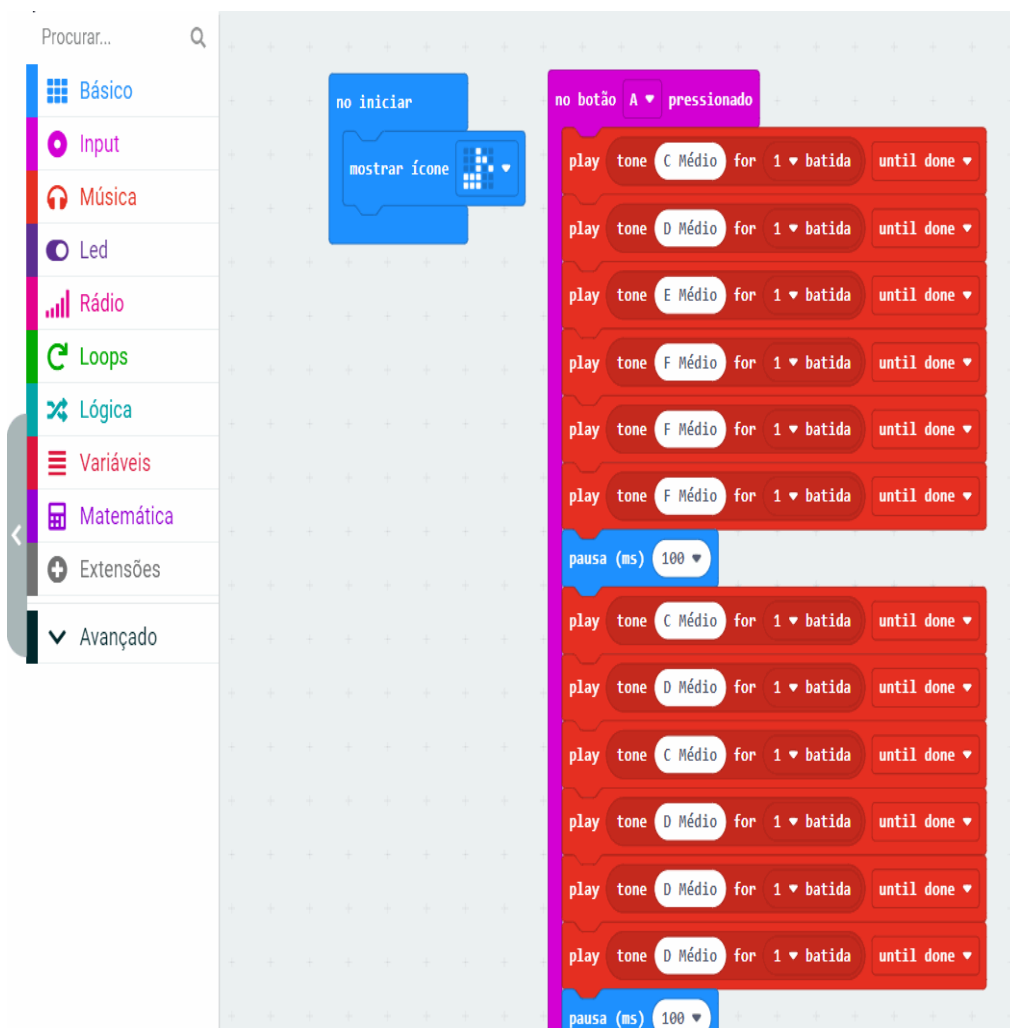 Procurar...
Básico
Input
Música
Led
Rádio
Loops
Lógica
Variáveis
Matemática
Extensões
Avançado
no iniciar
mostrar ícone
no botão A pressionado
play tone C Médio for 1 batida until done
play tone D Médio for 1 batida until done
play tone E Médio for 1 batida until done
play tone F Médio for 1 batida until done
play tone F Médio for 1 batida until done
play tone F Médio for 1 batida until done
pausa (ms) 100
play tone C Médio for 1 batida until done
play tone D Médio for 1 batida until done
play tone C Médio for 1 batida until done
play tone D Médio for 1 batida until done
play tone D Médio for 1 batida until done
play tone D Médio for 1 batida until done
pausa (ms) 100